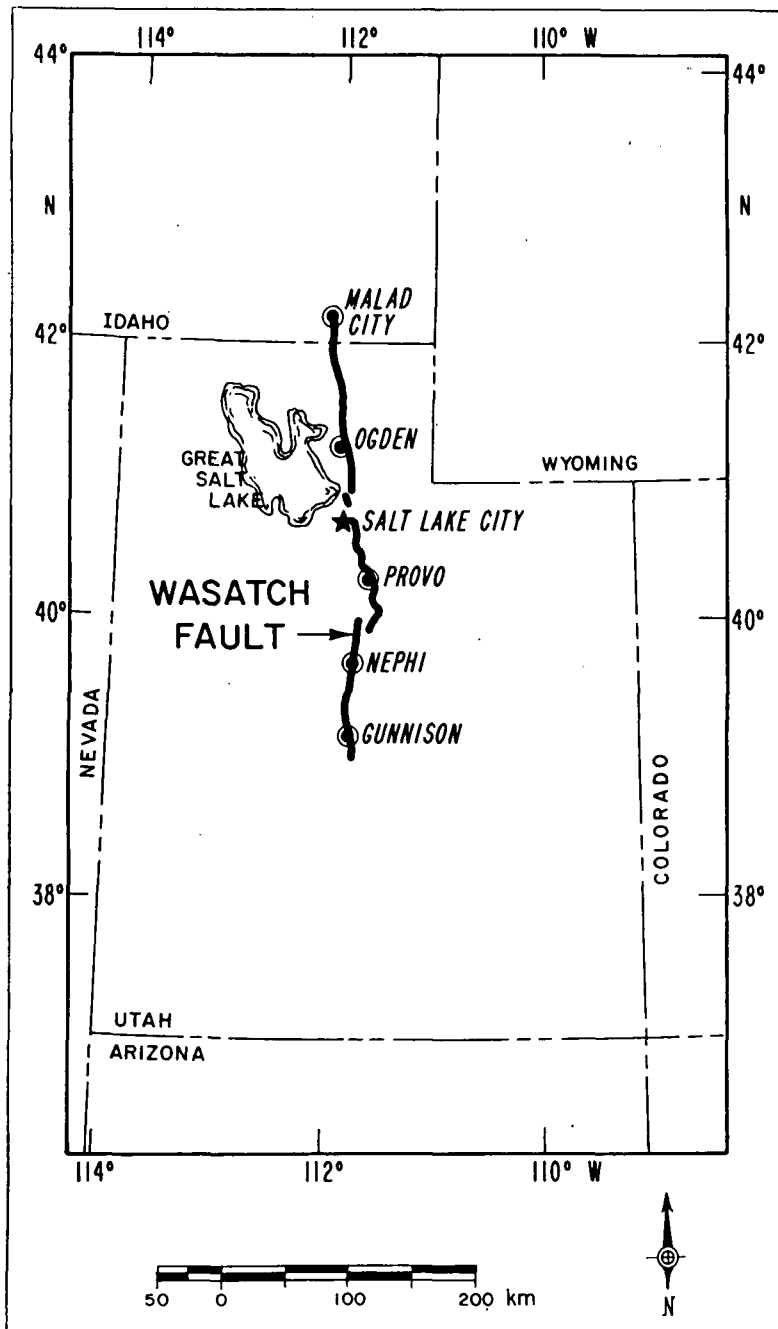 114° 112° 110° W
44° 44°
N N
MALAD
CITY
IDAHO
42° 42°
OGDEN
GREAT
SALT
LAKE
WYOMING
SALT LAKE CITY
PROVO
WASATCH
FAULT
40° 40°
NEPHI
GUNNISON
NEVADA
COLORADO
38° 38°
UTAH
ARIZONA
114° 112° 110° W
50 0 100 200 km
N